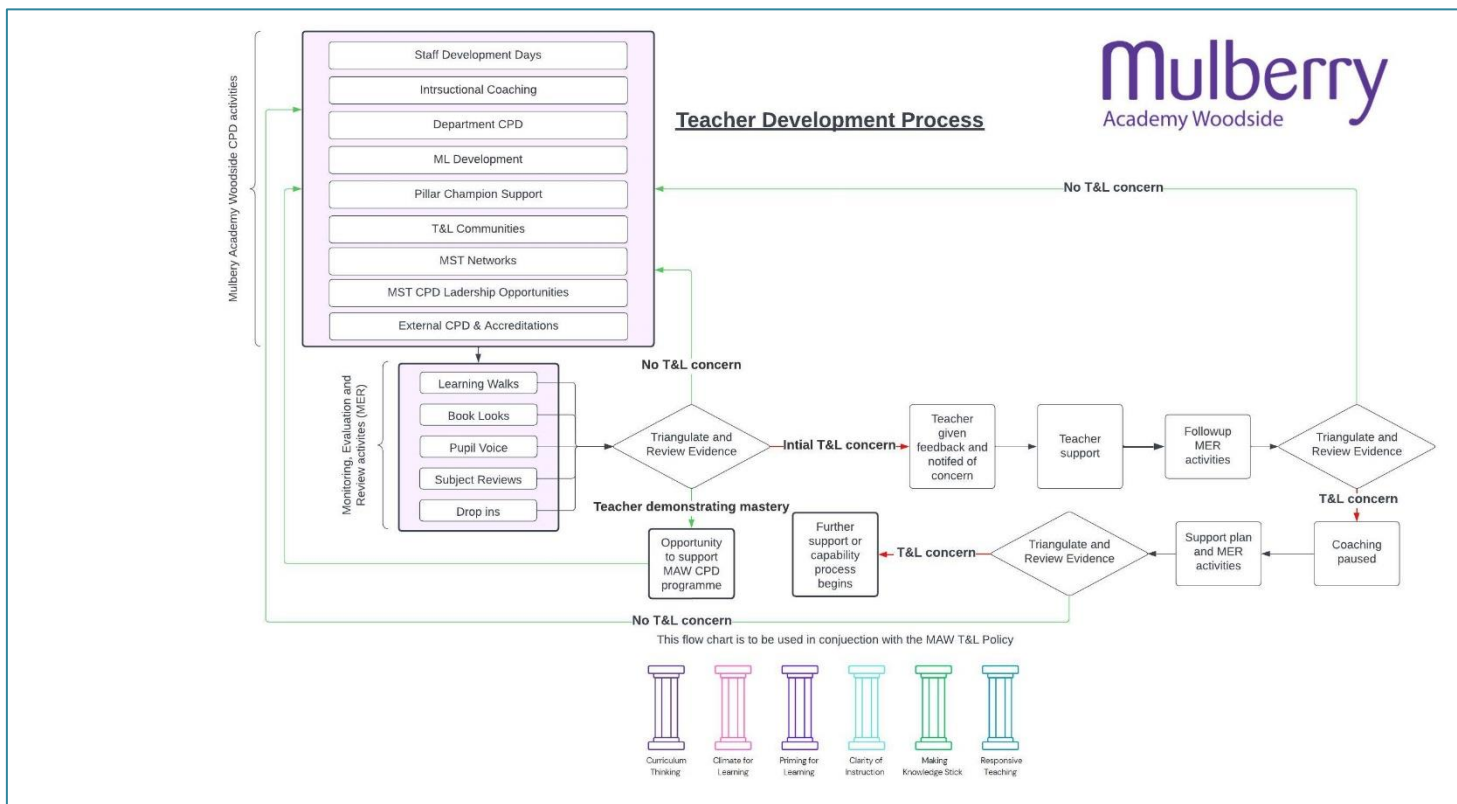 Mulberry
Academy Woodside
Teacher Development Process
Mulbery Academy Woodside CPD activities
Staff Development Days
Intrsuctional Coaching
Department CPD
ML Development
Pillar Champion Support
T&L Communities
MST Networks
MST CPD Ladership Opportunities
External CPD & Accreditations
Monitoring, Evaluation and
Review activites (MER)
Learning Walks
Book Looks
Pupil Voice
Subject Reviews
Drop ins
Triangulate and
Review Evidence
No T&L concern
Intial T&L concern
Teacher
given
feedback and
notifed of
concern
Teacher
support
Followup
MER
activities
Triangulate and
Review Evidence
No T&L concern
T&L concern
Coaching
paused
Support plan
and MER
activities
Triangulate and
Review Evidence
T&L concern
Further
support or
capability
process
begins
Teacher demonstrating mastery
Opportunity
to support
MAW CPD
programme
No T&L concern
This flow chart is to be used in conjuection with the MAW T&L Policy
Curriculum
Thinking
Climate for
Learning
Priming for
Learning
Clarity of
Instruction
Making
Knowledge Stick
Responsive
Teaching